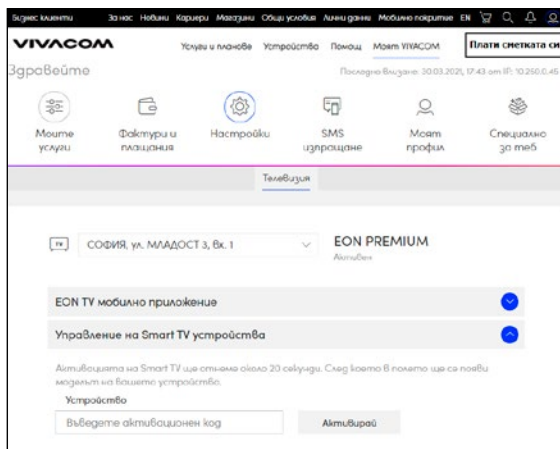 Бизнес клиенти За нас Новини Кариери Магазини Общи условия Лични данни Мобилно покритие EN
VIVACOM Услуги и планове Устройства Помощ Моят VIVACOM Плати сметката си
Здравейте Последно влизане: 30.03.2021, 17:43 от IP: 10.250.0.45
Моите услуги
Фактури и плащания
Настройки
SMS изпращане
Моят профил
Специално за теб
Телевизия
TV СОФИЯ, ул. МЛАДОСТ 3, вх. 1 EON PREMIUM
Активен
EON TV мобилно приложение
Управление на Smart TV устройства
Активацията на Smart TV ще отнеме около 20 секунди. След което в полето ще се появи
моделът на вашето устройство.
Устройство
Въведете активационен код Активирай